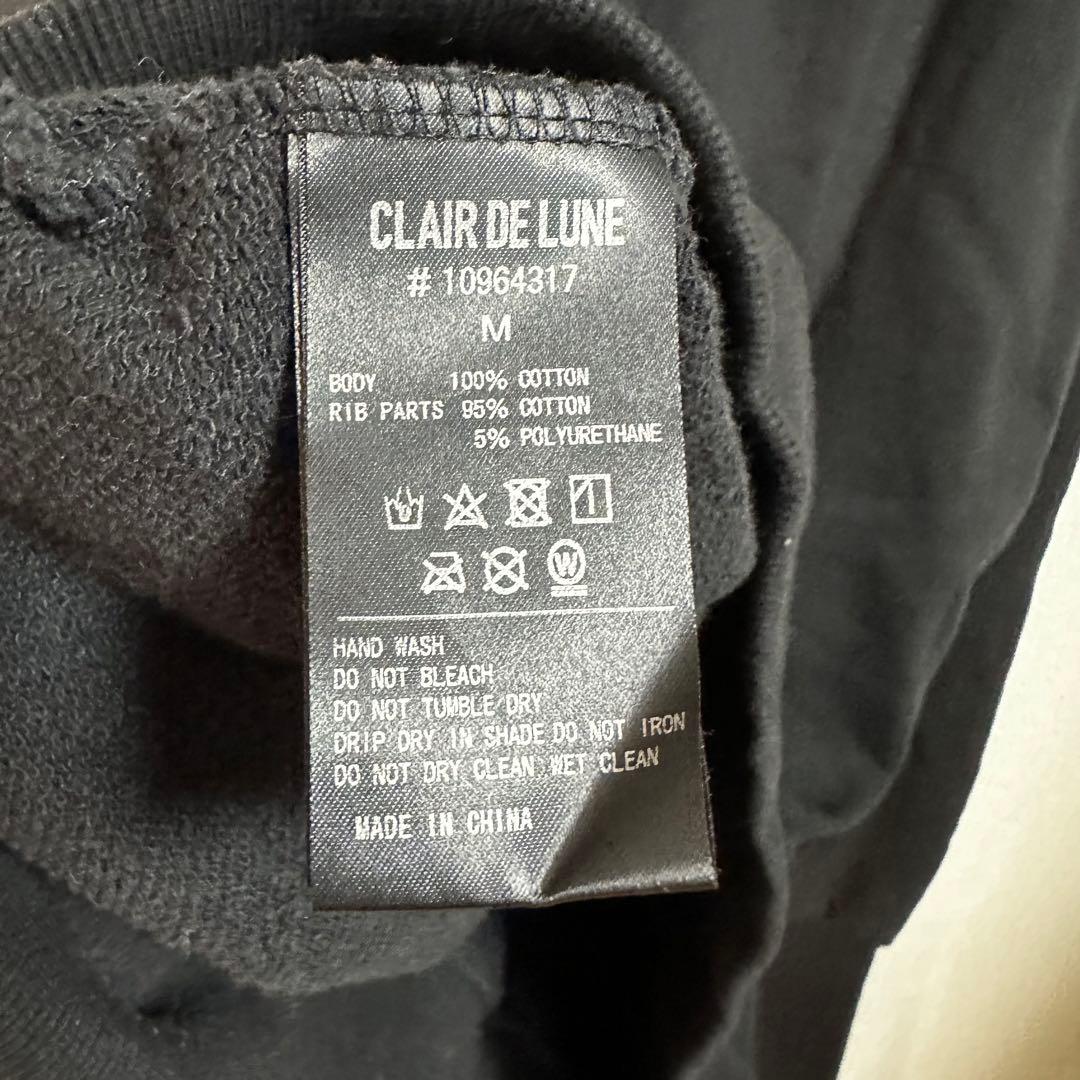 CLAIR DE LUNE
# 10964317
M
BODY 100% COTTON
RIB PARTS 95% COTTON
5% POLYURETHANE
W
HAND WASH
DO NOT BLEACH
DO NOT TUMBLE DRY
DRIP DRY IN SHADE DO NOT IRON
DO NOT DRY CLEAN WET CLEAN
MADE IN CHINA